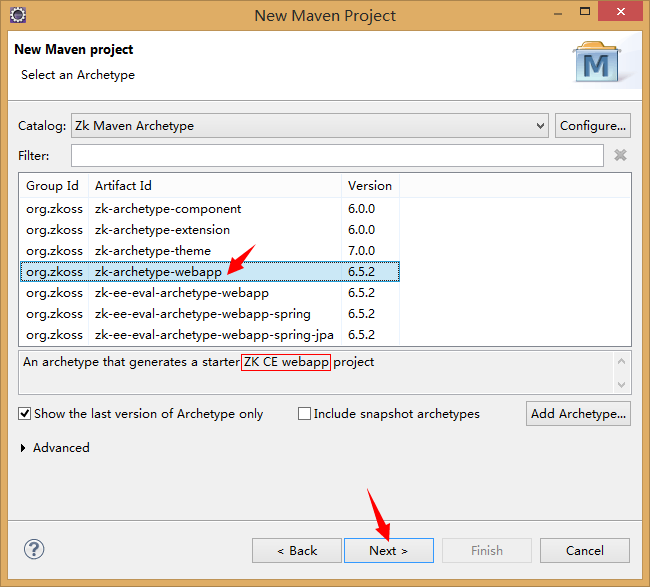 New Maven Project
New Maven project
Select an Archetype
M
Catalog: Zk Maven Archetype Configure...
Filter:
Group Id Artifact Id Version
org.zkoss zk-archetype-component 6.0.0
org.zkoss zk-archetype-extension 6.0.0
org.zkoss zk-archetype-theme 7.0.0
org.zkoss zk-archetype-webapp 6.5.2
org.zkoss zk-ee-eval-archetype-webapp 6.5.2
org.zkoss zk-ee-eval-archetype-webapp-spring 6.5.2
org.zkoss zk-ee-eval-archetype-webapp-spring-jpa 6.5.2
An archetype that generates a starter ZK CE webapp project
Show the last version of Archetype only Include snapshot archetypes Add Archetype...
Advanced
? < Back Next > Finish Cancel